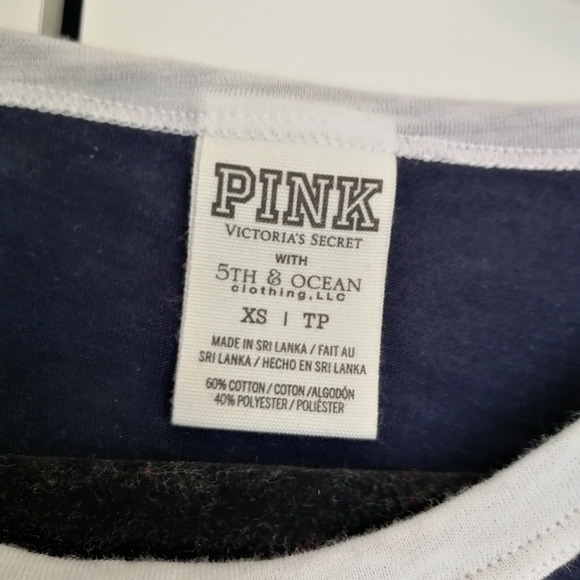 PINK
VICTORIA'S SECRET
WITH
5TH & OCEAN
clothing,LLC
XS | TP
MADE IN SRI LANKA / FAIT AU
SRI LANKA / HECHO EN SRI LANKA
60% COTTON / COTON / ALGODÓN
40% POLYESTER / POLIÉSTER